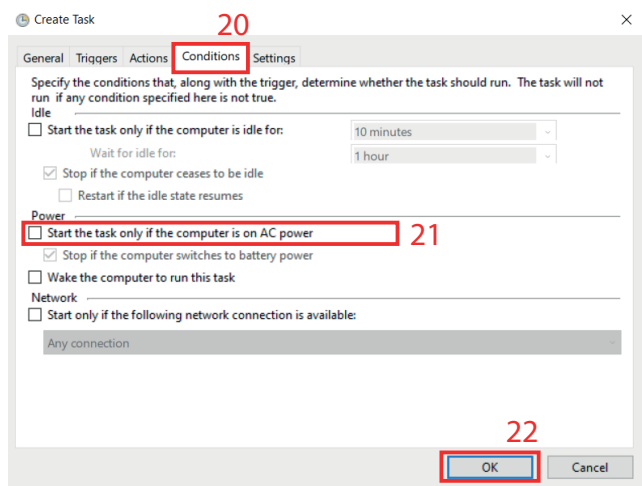 Create Task
20
General Triggers Actions Conditions Settings
Specify the conditions that, along with the trigger, determine whether the task should run. The task will not
run if any condition specified here is not true.
Idle
Start the task only if the computer is idle for: 10 minutes
Wait for idle for: 1 hour
Stop if the computer ceases to be idle
Restart if the idle state resumes
Power
Start the task only if the computer is on AC power 21
Stop if the computer switches to battery power
Wake the computer to run this task
Network
Start only if the following network connection is available:
Any connection
22
OK Cancel